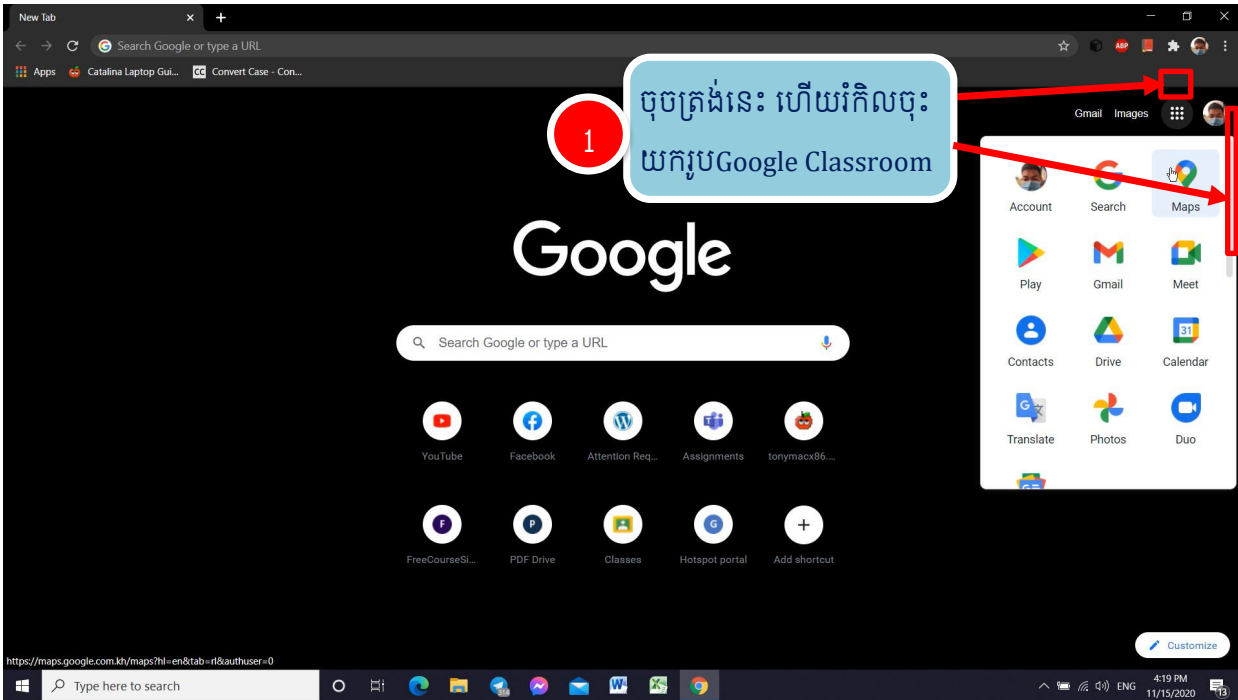 New Tab
Search Google or type a URL
ABP
Apps Catalina Laptop Gui... CC Convert Case - Con...
1
ចុចត្រង់នេះ ហើយរំកិលចុះ
យករូបGoogle Classroom
Gmail Images
Account Search Maps
Play Gmail Meet
31
Contacts Drive Calendar
Translate Photos Duo
Google
Search Google or type a URL
YouTube Facebook Attention Req... Assignments tonymacx86....
F P G
FreeCourseSi... PDF Drive Classes Hotspot portal Add shortcut
Customize
https://maps.google.com.kh/maps?hl=en&tab=rl&authuser=0
Type here to search
ENG
4:19 PM
11/15/2020